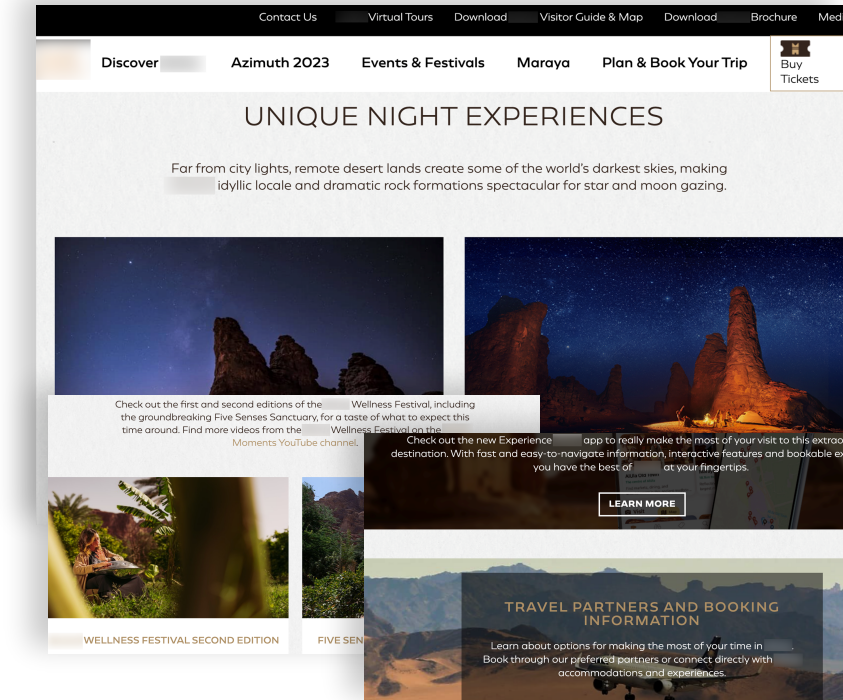 Contact Us Virtual Tours Download Visitor Guide & Map Download Brochure Med
Discover Azimuth 2023 Events & Festivals Maraya Plan & Book Your Trip Buy
Tickets
UNIQUE NIGHT EXPERIENCES
Far from city lights, remote desert lands create some of the world's darkest skies, making
idyllic locale and dramatic rock formations spectacular for star and moon gazing.
Check out the first and second editions of the Wellness Festival, including
the groundbreaking Five Senses Sanctuary, for a taste of what to expect this
time around. Find more videos from the Wellness Festival on the
Moments YouTube channel.
WELLNESS FESTIVAL SECOND EDITION
FIVE SEN
Check out the new Experience app to really make the most of your visit to this extrao
destination. With fast and easy-to-navigate information, interactive features and bookable ex
you have the best of at your fingertips.
LEARN MORE
TRAVEL PARTNERS AND BOOKING
INFORMATION
Learn about options for making the most of your time in .
Book through our preferred partners or connect directly with
accommodations and experiences.